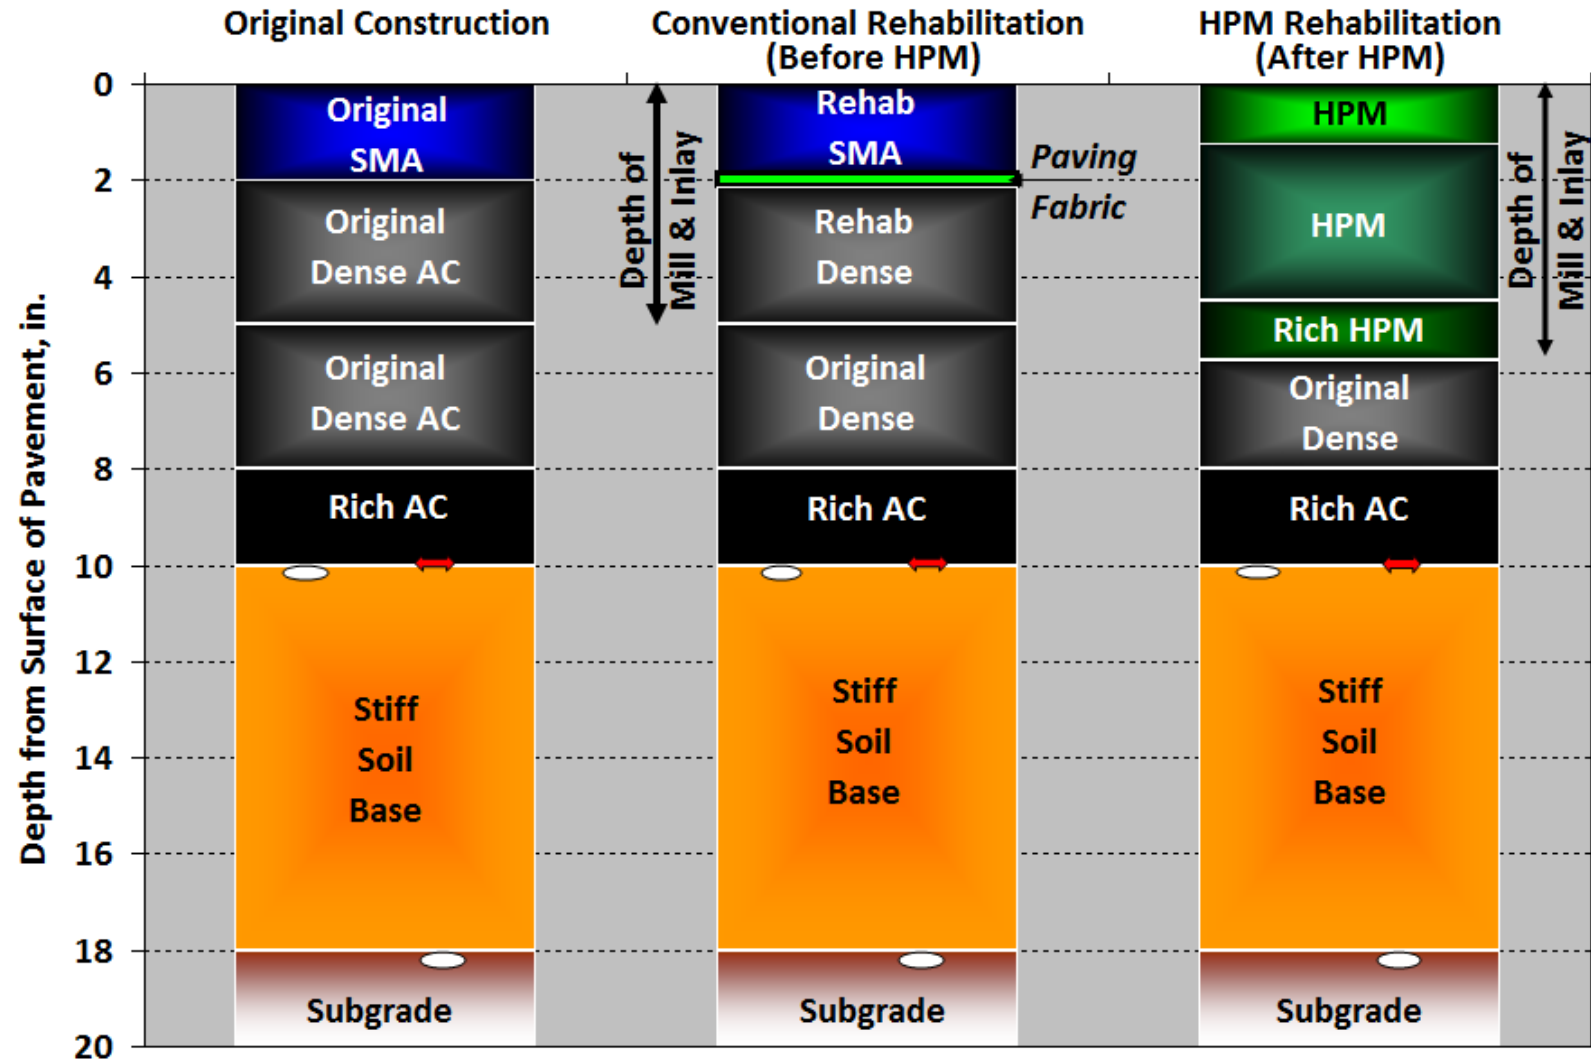 Original Construction
Conventional Rehabilitation
(Before HPM)
HPM Rehabilitation
(After HPM)
Depth from Surface of Pavement, in.
0
2
4
6
8
10
12
14
16
18
20
Original
SMA
Original
Dense AC
Original
Dense AC
Rich AC
Stiff
Soil
Base
Subgrade
Depth of
Mill & Inlay
Rehab
SMA
Paving
Fabric
Rehab
Dense
Original
Dense
Rich AC
Stiff
Soil
Base
Subgrade
HPM
HPM
Rich HPM
Original
Dense
Rich AC
Stiff
Soil
Base
Subgrade
Depth of
Mill & Inlay